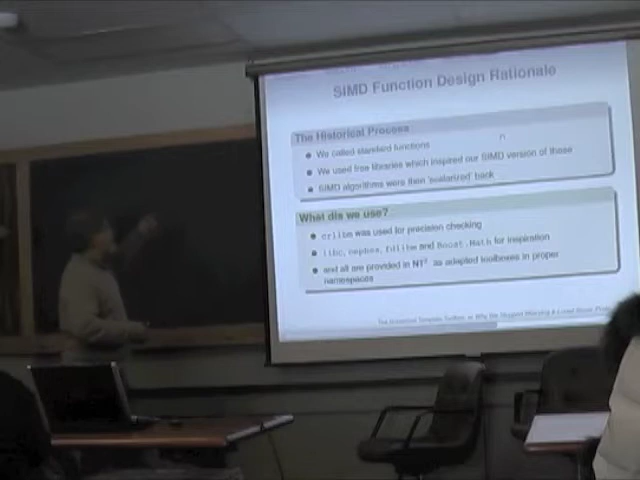 SIMD Function Design Rationale
The Historical Process
We called standard functions
We used free libraries which inspired our SIMD version of those
SIMD algorithms were then 'scalarized' back
What dis we use?
crlibm was used for precision checking
libc, cephes, fdlibm and Boost.Math for inspiration
and all are provided in NT² as adapted toolboxes in proper
namespaces